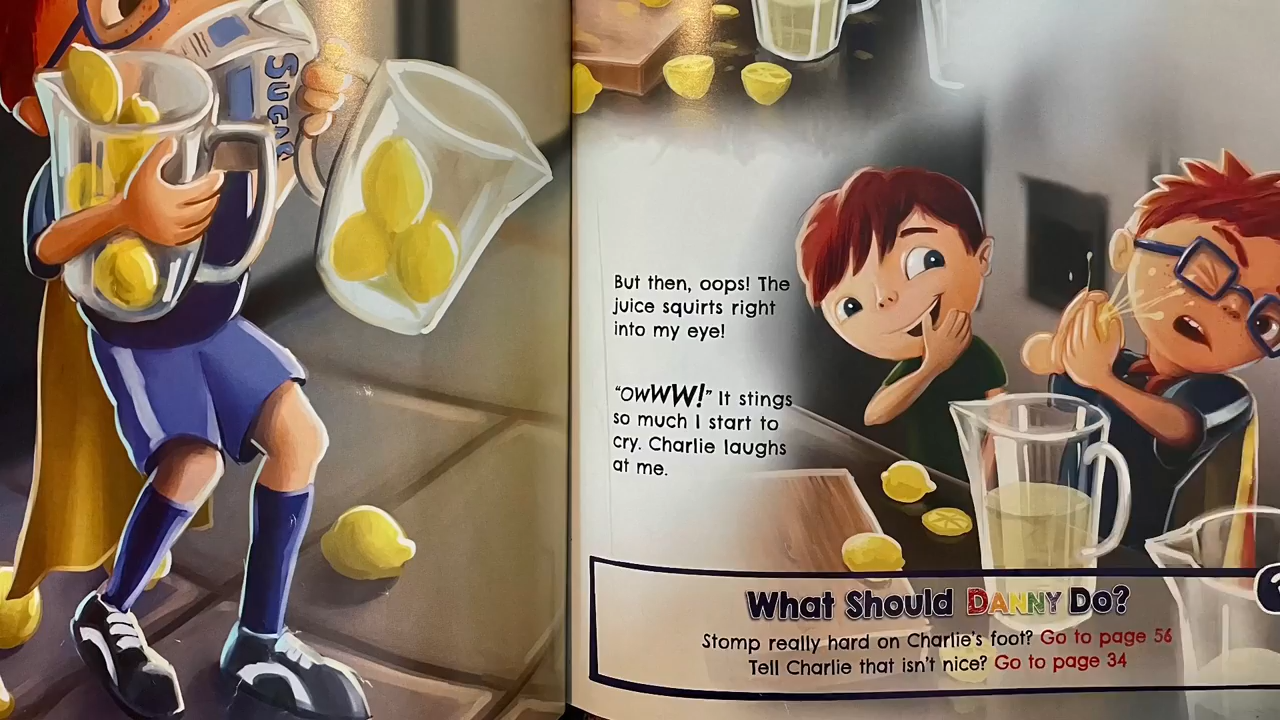 SUGAR
But then, oops! The
juice squirts right
into my eye!
“OWWW!” It stings
so much I start to
cry. Charlie laughs
at me.
What Should DANNY Do?
Stomp really hard on Charlie’s foot? Go to page 56
Tell Charlie that isn’t nice? Go to page 34